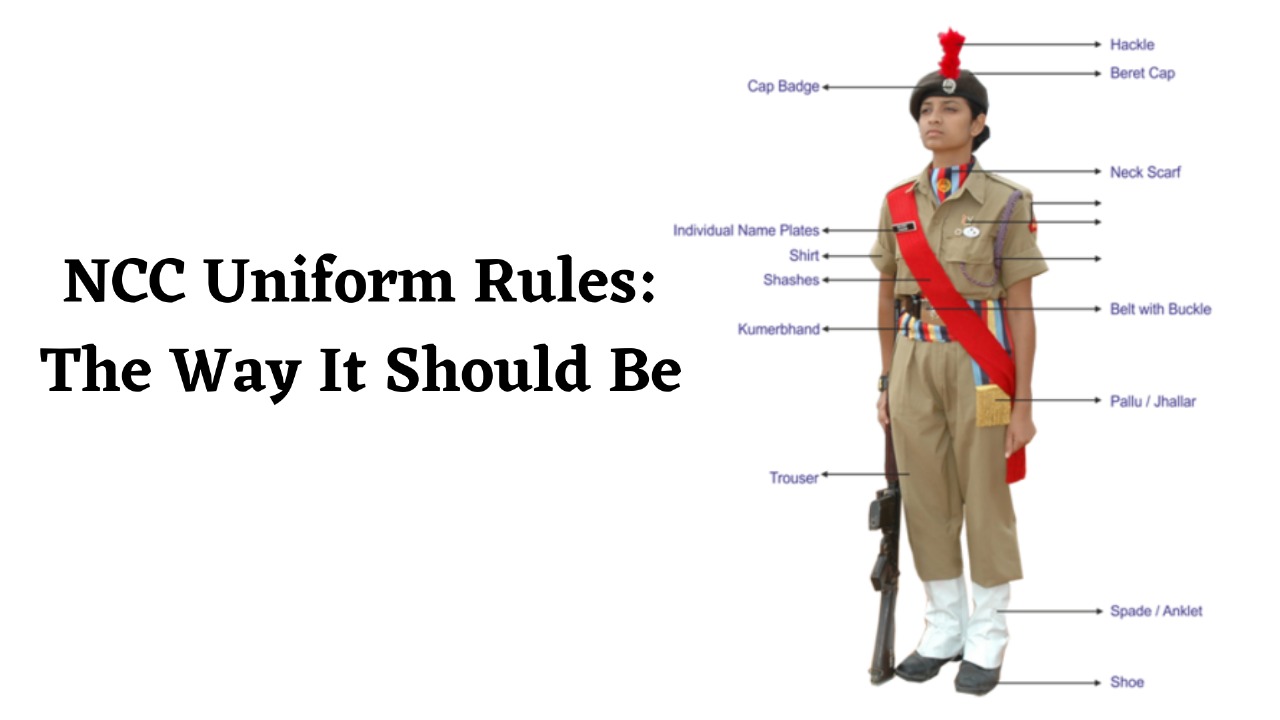 NCC Uniform Rules:
The Way It Should Be
Hackle
Beret Cap
Cap Badge
Neck Scarf
Individual Name Plates
Shirt
Shashes
Belt with Buckle
Kumerbhand
Pallu / Jhallar
Trouser
Spade / Anklet
Shoe